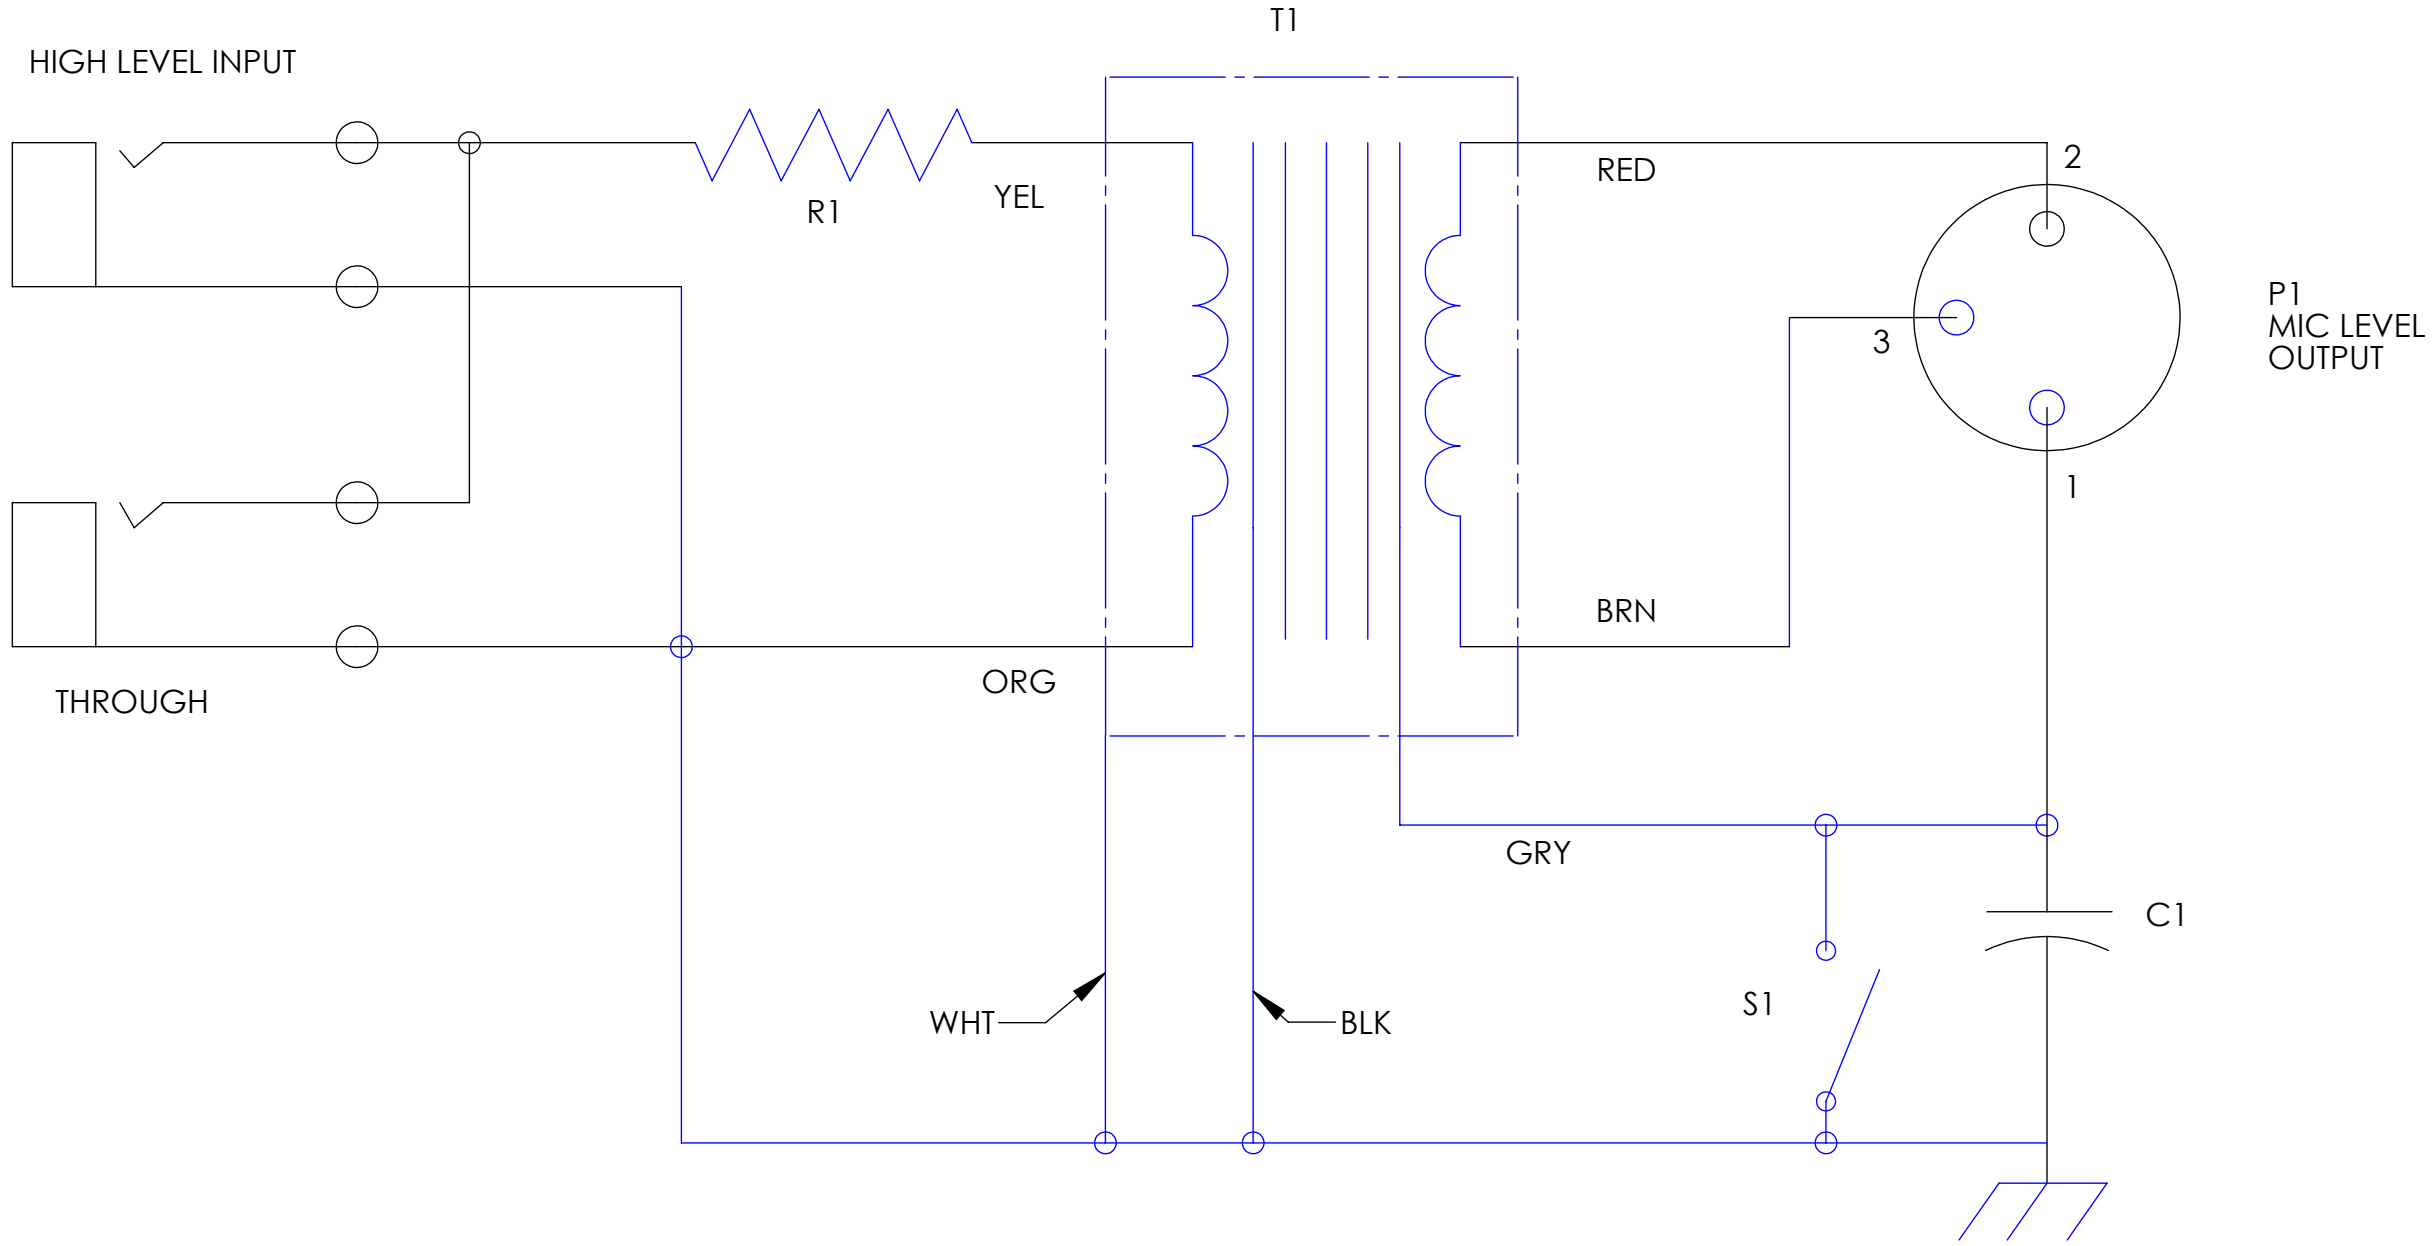 T1
HIGH LEVEL INPUT
2
RED
YEL
R1
P1
MIC LEVEL
OUTPUT
3
1
BRN
ORG
THROUGH
GRY
C1
S1
WHT
BLK